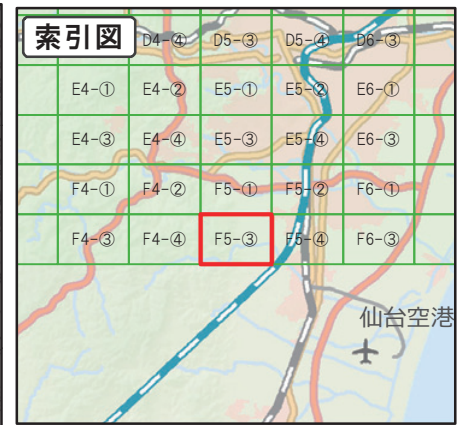 索引図
D4-④ D5-③ D5-④ D6-③
E4-① E4-② E5-① E5-② E6-①
E4-③ E4-④ E5-③ E5-④ E6-③
F4-① F4-② F5-① F5-② F6-①
F4-③ F4-④ F5-③ F5-④ F6-③
仙台空港